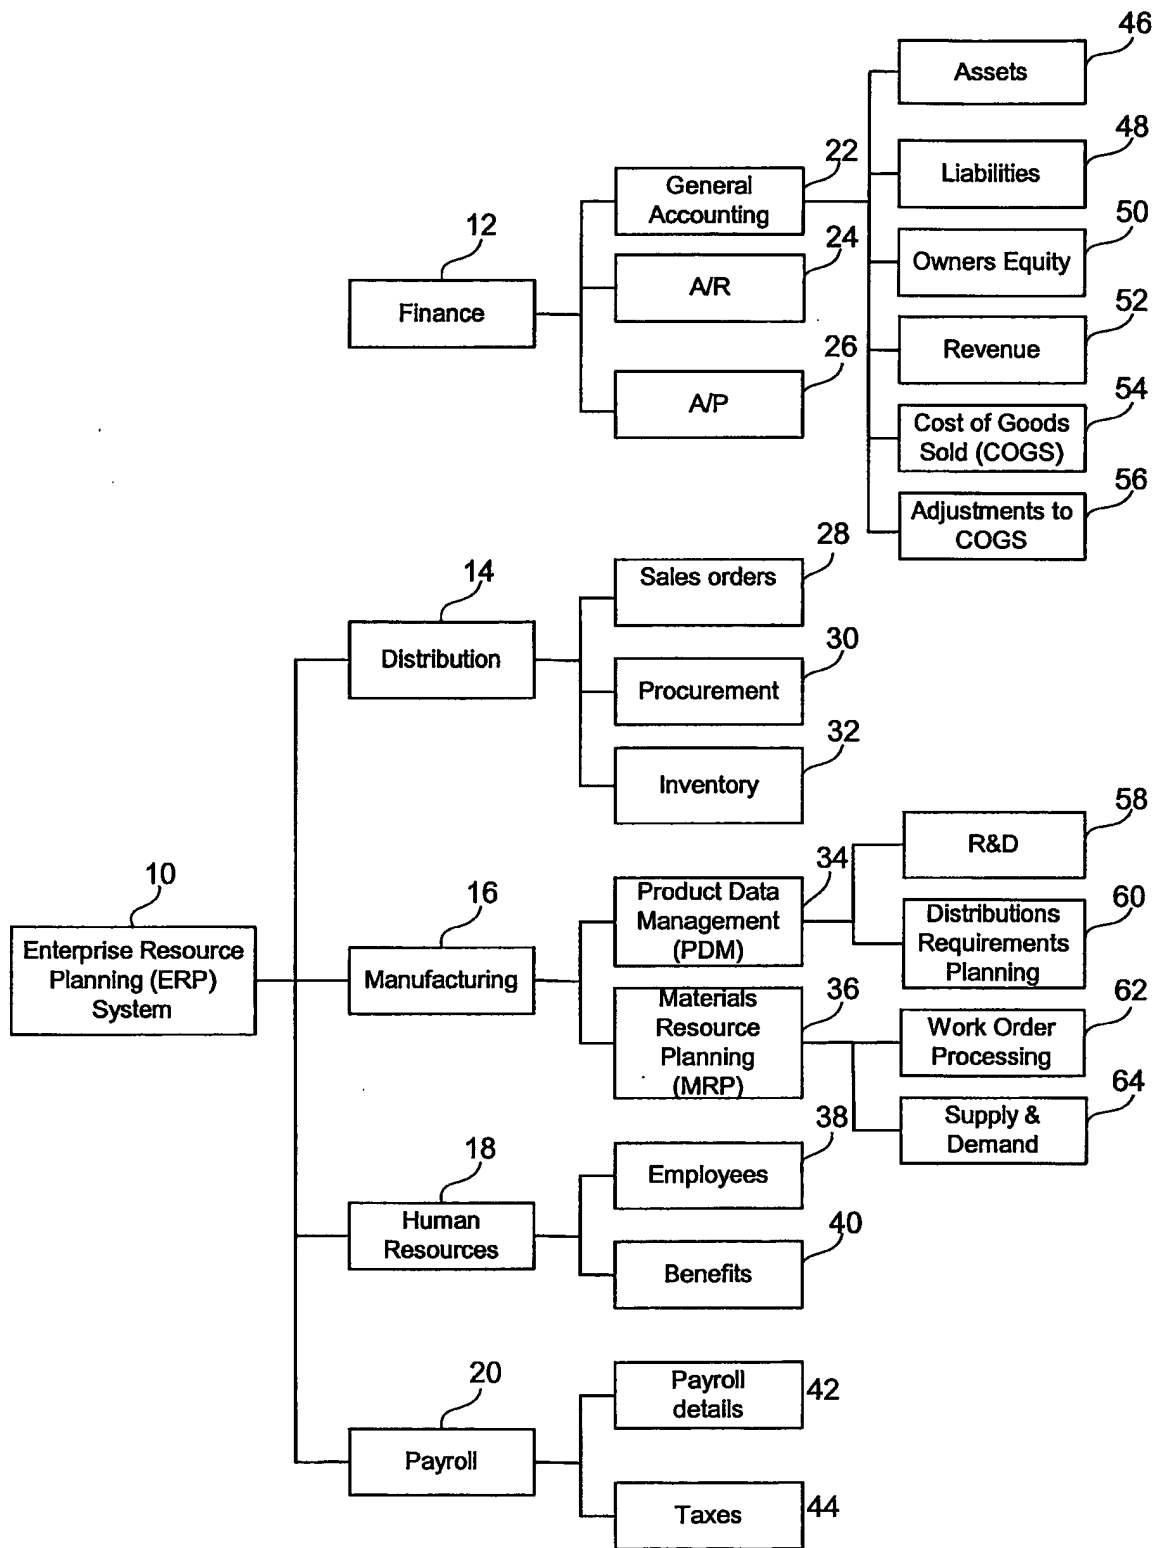 46
Assets
48
Liabilities
22
General
Accounting
50
Owners Equity
12
24
A/R
Finance
52
Revenue
26
A/P
54
Cost of Goods
Sold (COGS)
56
Adjustments to
COGS
28
Sales orders
14
Distribution
30
Procurement
32
Inventory
58
R&D
10
Enterprise Resource
Planning (ERP)
System
16
Manufacturing
34
Product Data
Management
(PDM)
60
Distributions
Requirements
Planning
36
Materials
Resource
Planning
(MRP)
62
Work Order
Processing
64
Supply &
Demand
18
Human
Resources
38
Employees
40
Benefits
20
Payroll
Payroll
details
42
Taxes
44